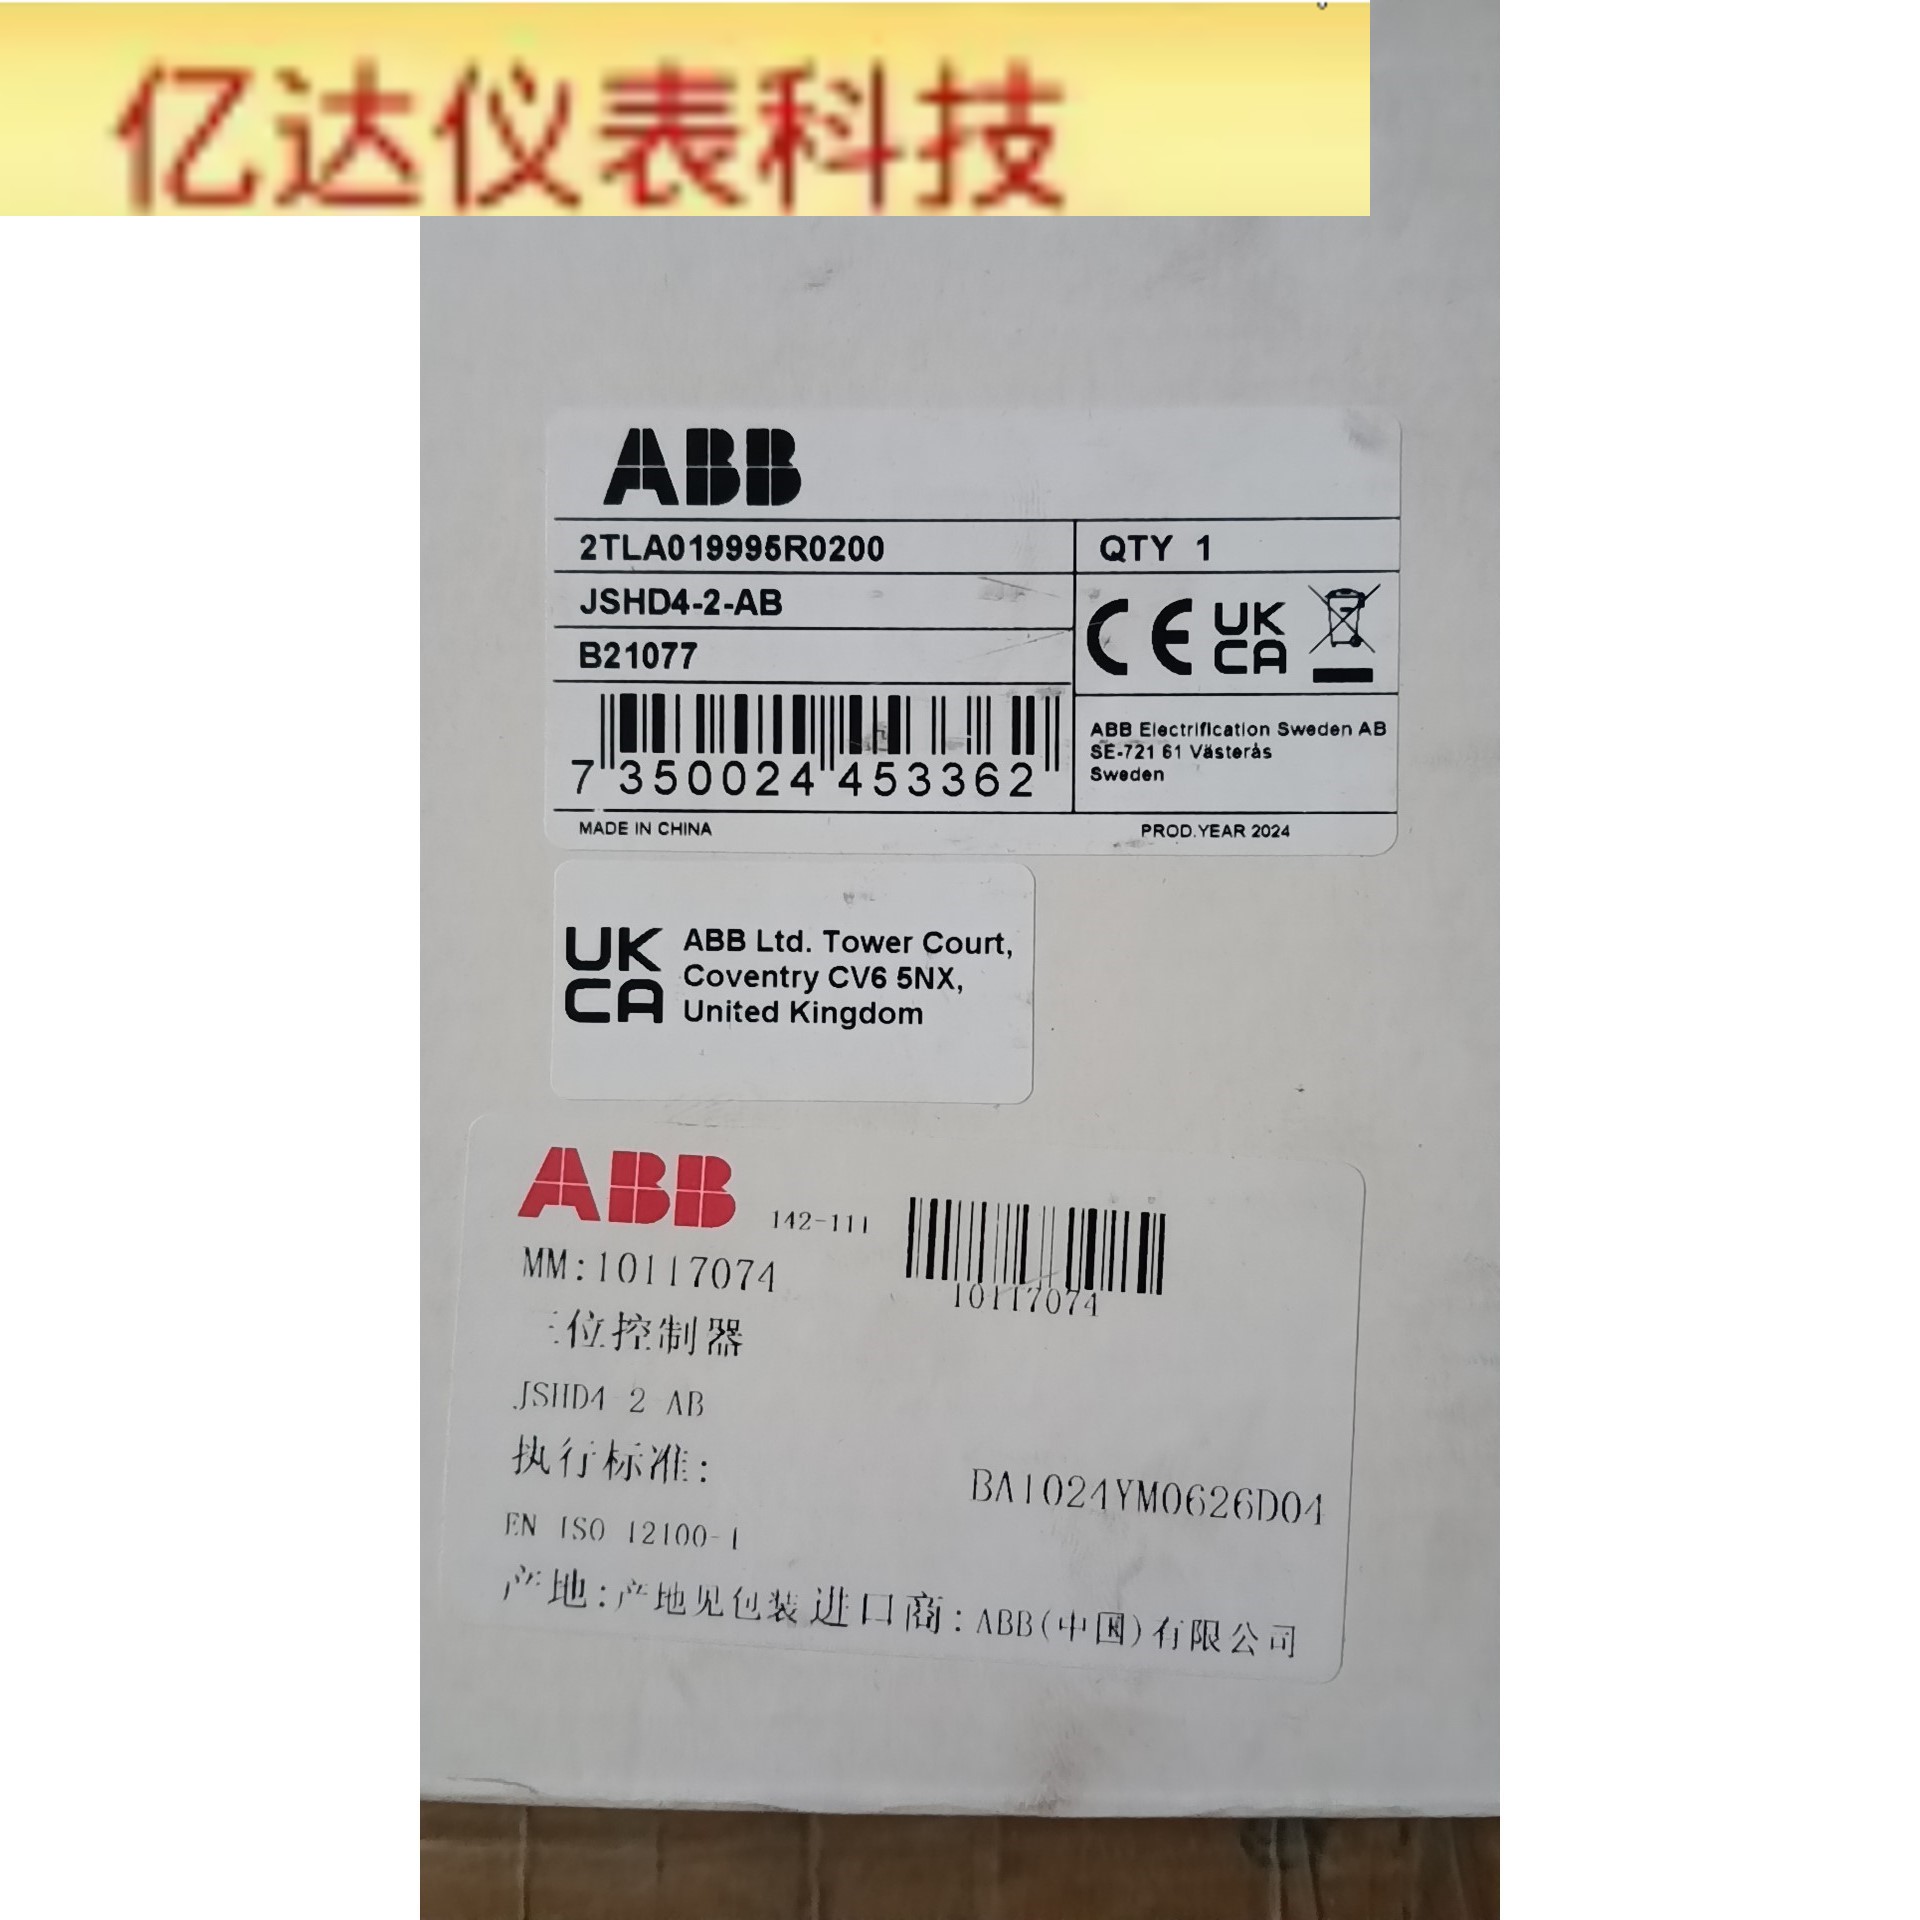 亿达仪表科技
ABB
2TLA019995R0200
QTY 1
JSHD4-2-AB
B21077
CE UK CA
7 350024 453362
ABB Electrification Sweden AB
SE-721 61 Västerås
Sweden
MADE IN CHINA
PROD.YEAR 2024
UK CA
ABB Ltd. Tower Court,
Coventry CV6 5NX,
United Kingdom
ABB
142-111
MM:10117074
10117074
三位控制器
JSHD4 2 AB
执行标准:
BA1024YM0626D04
EN ISO 12100-1
产地:产地见包装进口商:ABB(中国)有限公司